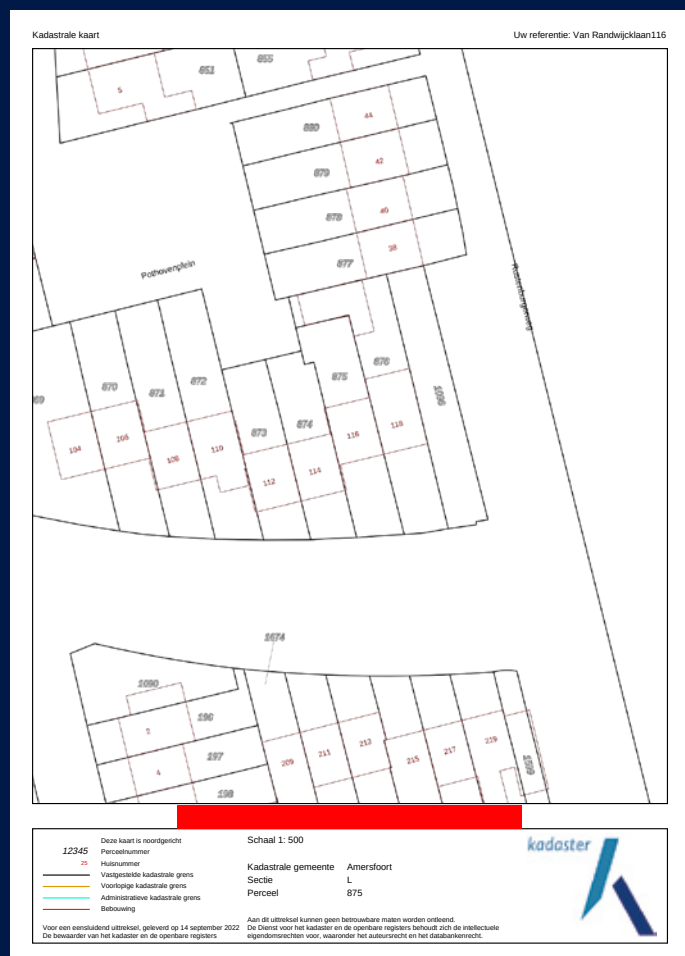 Kadastrale kaart
Uw referentie: Van Randwijcklaan116
855
851
5
44
880
42
879
40
878
38
877
Pothovenplein
Rustenburgerweg
870
871
872
875
876
1096
873
874
104
106
108
110
116
118
112
114
1674
1090
2
196
197
4
198
209
211
213
215
217
219
1599
Deze kaart is noordgericht
12345 Perceelnummer
25 Huisnummer
Vastgestelde kadastrale grens
Voorlopige kadastrale grens
Administratieve kadastrale grens
Bebouwing
Voor een eensluidend uittreksel, geleverd op 14 september 2022
De bewaarder van het kadaster en de openbare registers
Schaal 1: 500
Kadastrale gemeente Amersfoort
Sectie L
Perceel 875
Aan dit uittreksel kunnen geen betrouwbare maten worden ontleend.
De Dienst voor het kadaster en de openbare registers behoudt zich de intellectuele
eigendomsrechten voor, waaronder het auteursrecht en het databankenrecht.
kadaster